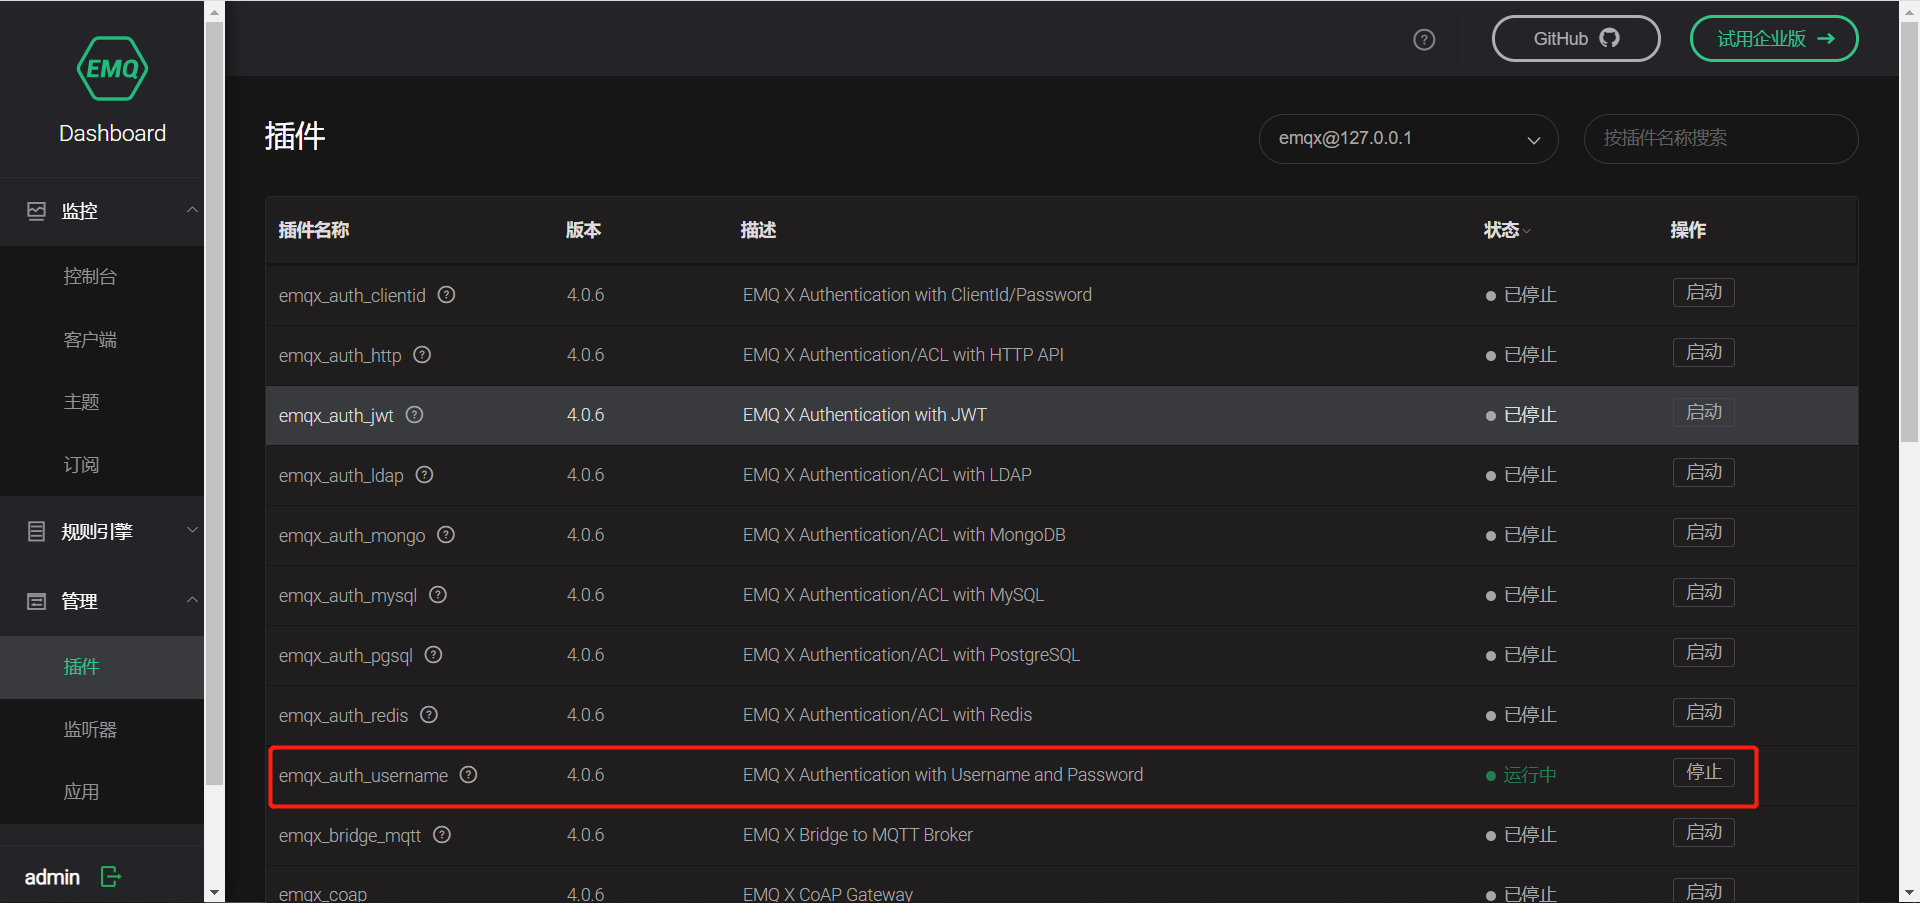 EMQ
Dashboard
监控
控制台
客户端
主题
订阅
规则引擎
管理
插件
监听器
应用
admin
GitHub
试用企业版 →
插件
emqx@127.0.0.1
按插件名称搜索
插件名称 版本 描述 状态 操作
emqx_auth_clientid 4.0.6 EMQ X Authentication with ClientId/Password 已停止 启动
emqx_auth_http 4.0.6 EMQ X Authentication/ACL with HTTP API 已停止 启动
emqx_auth_jwt 4.0.6 EMQ X Authentication with JWT 已停止 启动
emqx_auth_ldap 4.0.6 EMQ X Authentication/ACL with LDAP 已停止 启动
emqx_auth_mongo 4.0.6 EMQ X Authentication/ACL with MongoDB 已停止 启动
emqx_auth_mysql 4.0.6 EMQ X Authentication/ACL with MySQL 已停止 启动
emqx_auth_pgsql 4.0.6 EMQ X Authentication/ACL with PostgreSQL 已停止 启动
emqx_auth_redis 4.0.6 EMQ X Authentication/ACL with Redis 已停止 启动
emqx_auth_username 4.0.6 EMQ X Authentication with Username and Password 运行中 停止
emqx_bridge_mqtt 4.0.6 EMQ X Bridge to MQTT Broker 已停止 启动
emqx_coap 4.0.6 EMQ X CoAP Gateway 已停止 启动